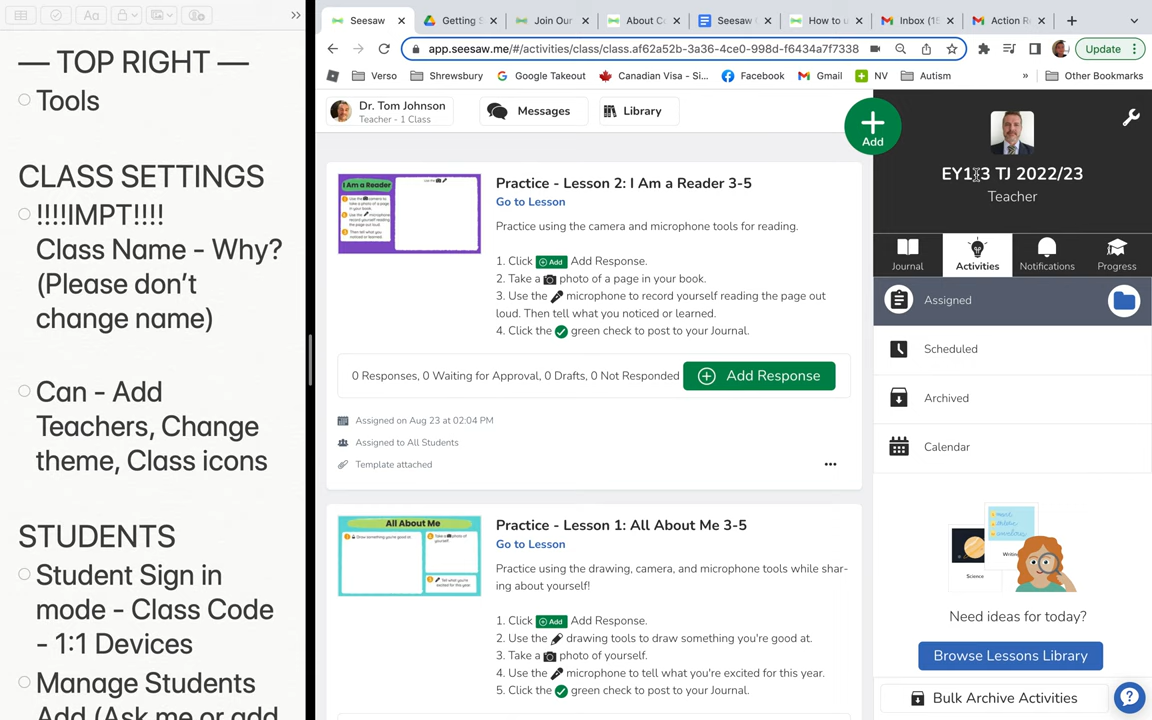 — TOP RIGHT —
Tools
CLASS SETTINGS
!!!!IMPT!!!!
Class Name - Why?
(Please don't
change name)
Can - Add
Teachers, Change
theme, Class icons
STUDENTS
Student Sign in
mode - Class Code
- 1:1 Devices
Manage Students
Add (Ask me or add
Seesaw
Getting S
Join Our
About Co
Seesaw
How to u
Inbox (15
Action R
app.seesaw.me/#/activities/class/class.af62a52b-3a36-4ce0-998d-f6434a7f7338
Update
Verso
Shrewsbury
Google Takeout
Canadian Visa - Si...
Facebook
Gmail
NV
Autism
»
Other Bookmarks
Dr. Tom Johnson
Teacher - 1 Class
Messages
Library
Add
Practice - Lesson 2: I Am a Reader 3-5
Go to Lesson
Practice using the camera and microphone tools for reading.
1. Click Add Add Response.
2. Take a photo of a page in your book.
3. Use the microphone to record yourself reading the page out
loud. Then tell what you noticed or learned.
4. Click the green check to post to your Journal.
I Am a Reader
0 Responses, 0 Waiting for Approval, 0 Drafts, 0 Not Responded
Add Response
Assigned on Aug 23 at 02:04 PM
Assigned to All Students
Template attached
All About Me
Practice - Lesson 1: All About Me 3-5
Go to Lesson
Practice using the drawing, camera, and microphone tools while shar-
ing about yourself!
1. Click Add Add Response.
2. Use the drawing tools to draw something you're good at.
3. Take a photo of yourself.
4. Use the microphone to tell what you're excited for this year.
5. Click the green check to post to your Journal.
TJ 2022/23
Teacher
Journal
Activities
Notifications
Progress
Assigned
Scheduled
Archived
Calendar
Science
Need ideas for today?
Browse Lessons Library
Bulk Archive Activities
?